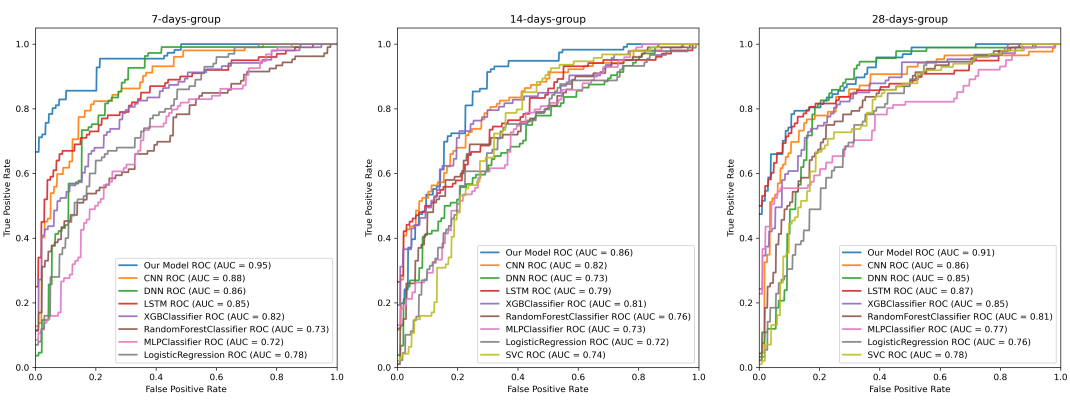 7-days-group
True Positive Rate
1.0
0.8
0.6
0.4
0.2
0.0
Our Model ROC (AUC = 0.95)
CNN ROC (AUC = 0.88)
DNN ROC (AUC = 0.86)
LSTM ROC (AUC = 0.85)
XGBClassifier ROC (AUC = 0.82)
RandomForestClassifier ROC (AUC = 0.73)
MLPClassifier ROC (AUC = 0.72)
LogisticRegression ROC (AUC = 0.78)
0.0 0.2 0.4 0.6 0.8 1.0
False Positive Rate
14-days-group
True Positive Rate
1.0
0.8
0.6
0.4
0.2
0.0
Our Model ROC (AUC = 0.86)
CNN ROC (AUC = 0.82)
DNN ROC (AUC = 0.73)
LSTM ROC (AUC = 0.79)
XGBClassifier ROC (AUC = 0.81)
RandomForestClassifier ROC (AUC = 0.76)
MLPClassifier ROC (AUC = 0.73)
LogisticRegression ROC (AUC = 0.72)
SVC ROC (AUC = 0.74)
0.0 0.2 0.4 0.6 0.8 1.0
False Positive Rate
28-days-group
True Positive Rate
1.0
0.8
0.6
0.4
0.2
0.0
Our Model ROC (AUC = 0.91)
CNN ROC (AUC = 0.86)
DNN ROC (AUC = 0.85)
LSTM ROC (AUC = 0.87)
XGBClassifier ROC (AUC = 0.85)
RandomForestClassifier ROC (AUC = 0.81)
MLPClassifier ROC (AUC = 0.77)
LogisticRegression ROC (AUC = 0.76)
SVC ROC (AUC = 0.78)
0.0 0.2 0.4 0.6 0.8 1.0
False Positive Rate